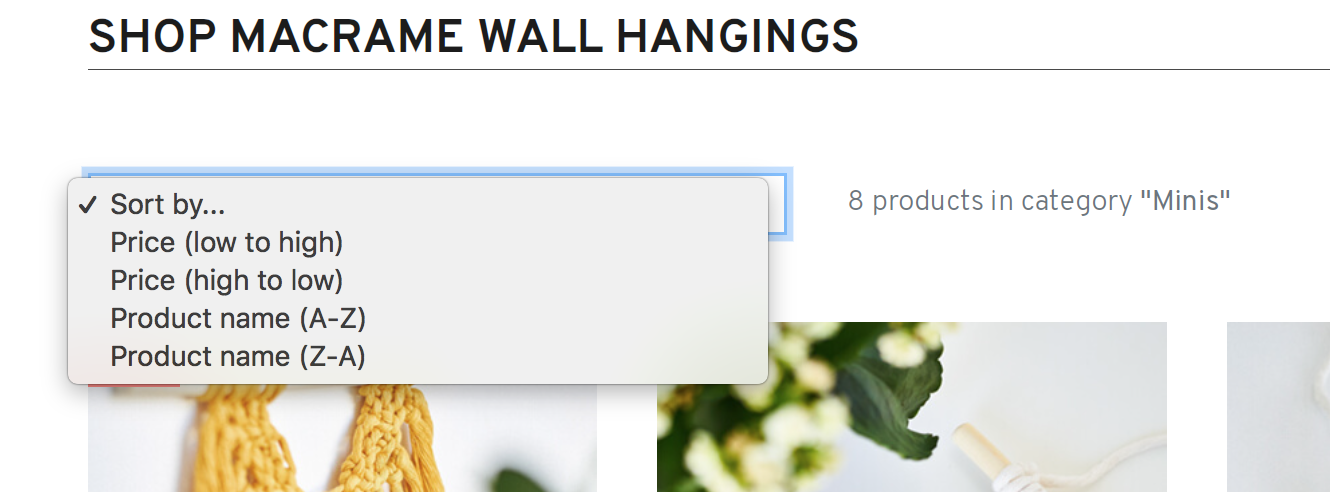 SHOP MACRAME WALL HANGINGS
Sort by...
Price (low to high)
Price (high to low)
Product name (A-Z)
Product name (Z-A)
8 products in category "Minis"